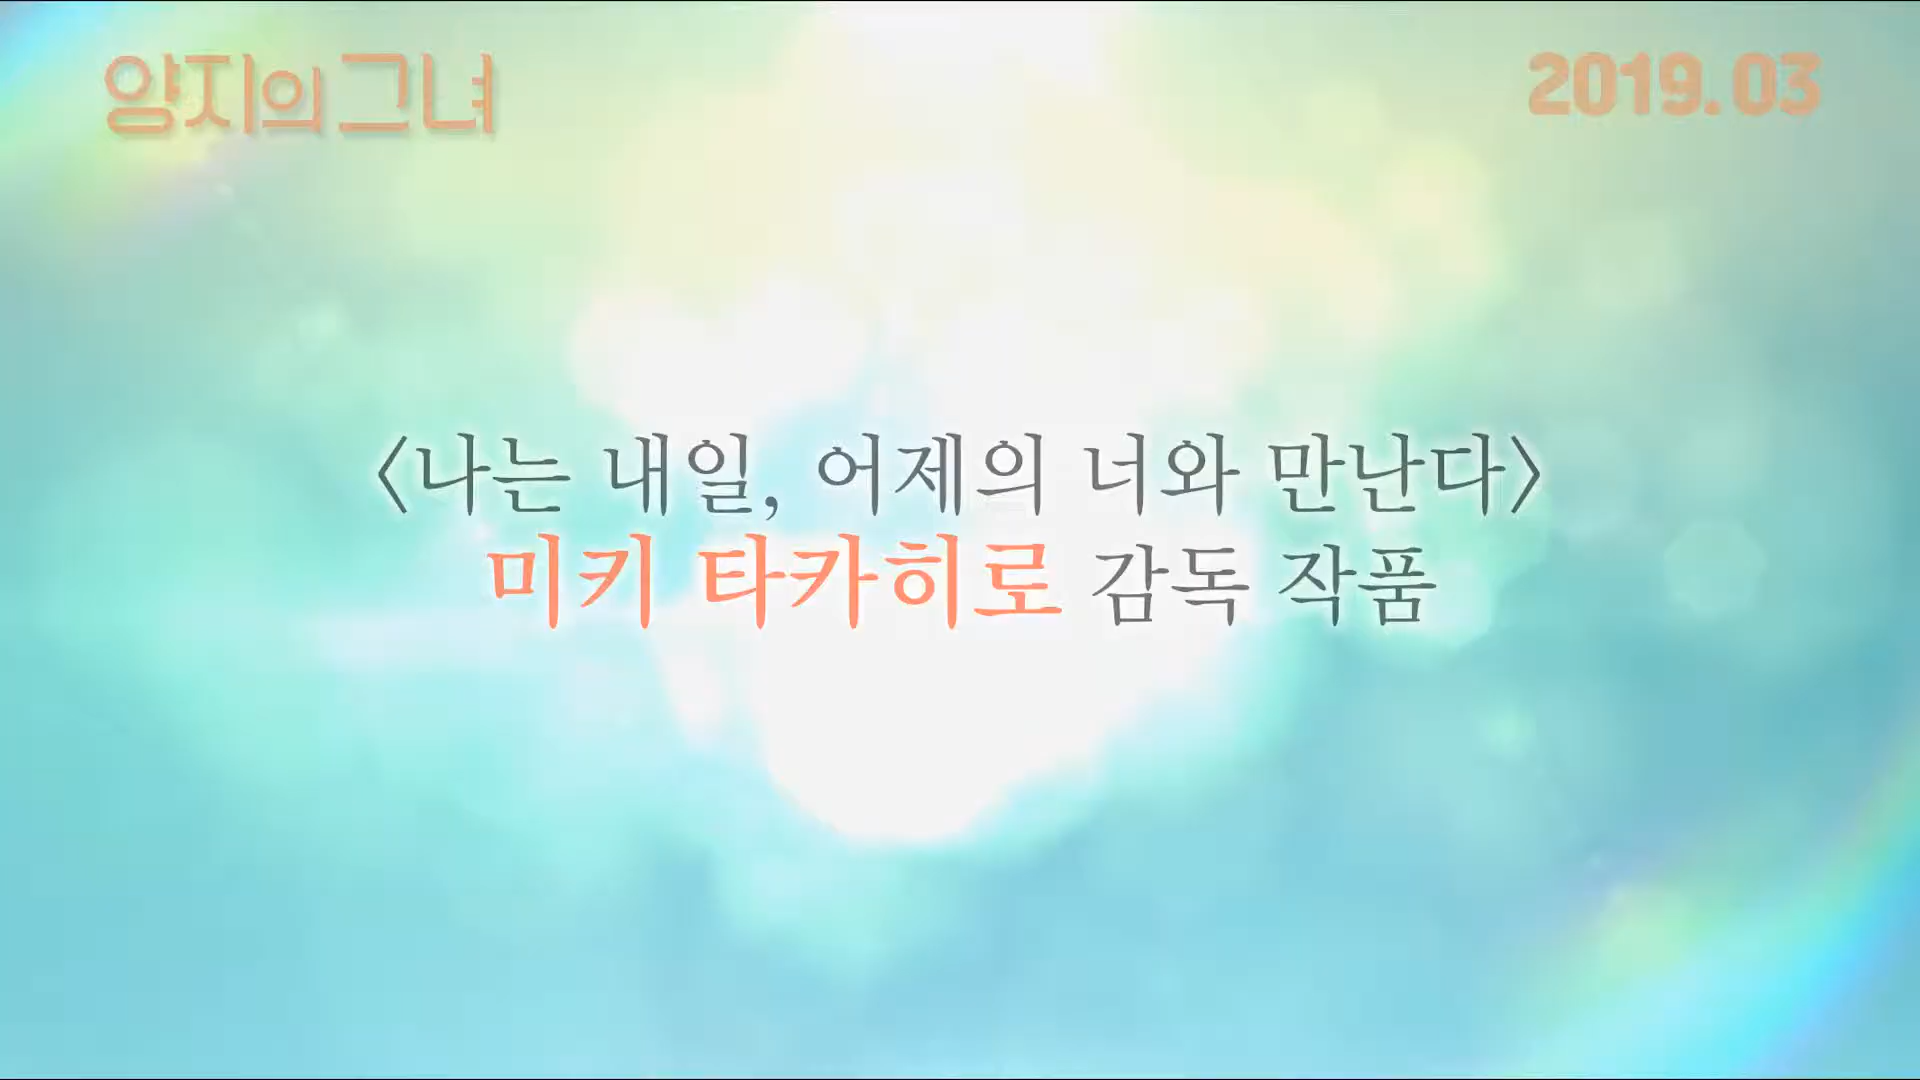 양지의 그녀
2019. 03
<나는 내일, 어제의 너와 만난다>
미키 타카히로 감독 작품